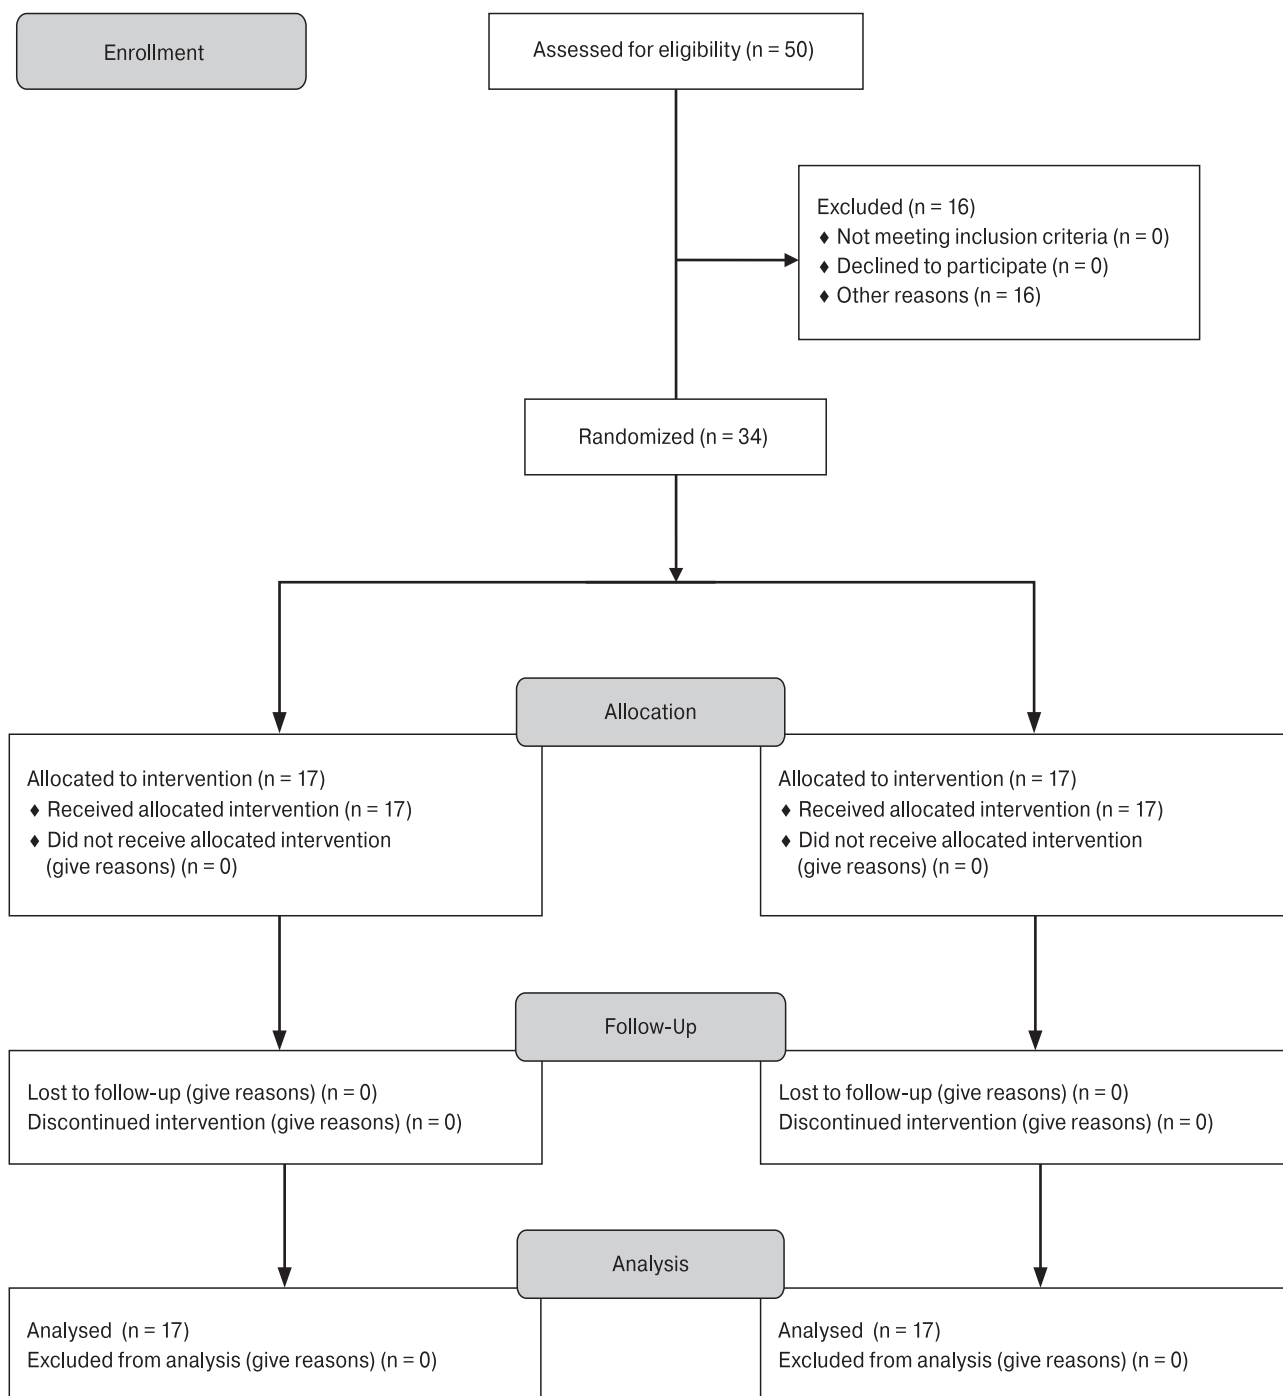 Enrollment
Assessed for eligibility (n = 50)
Excluded (n = 16)
♦ Not meeting inclusion criteria (n = 0)
♦ Declined to participate (n = 0)
♦ Other reasons (n = 16)
Randomized (n = 34)
Allocation
Allocated to intervention (n = 17)
♦ Received allocated intervention (n = 17)
♦ Did not receive allocated intervention
(give reasons) (n = 0)
Allocated to intervention (n = 17)
♦ Received allocated intervention (n = 17)
♦ Did not receive allocated intervention
(give reasons) (n = 0)
Follow-Up
Lost to follow-up (give reasons) (n = 0)
Discontinued intervention (give reasons) (n = 0)
Lost to follow-up (give reasons) (n = 0)
Discontinued intervention (give reasons) (n = 0)
Analysis
Analysed (n = 17)
Excluded from analysis (give reasons) (n = 0)
Analysed (n = 17)
Excluded from analysis (give reasons) (n = 0)